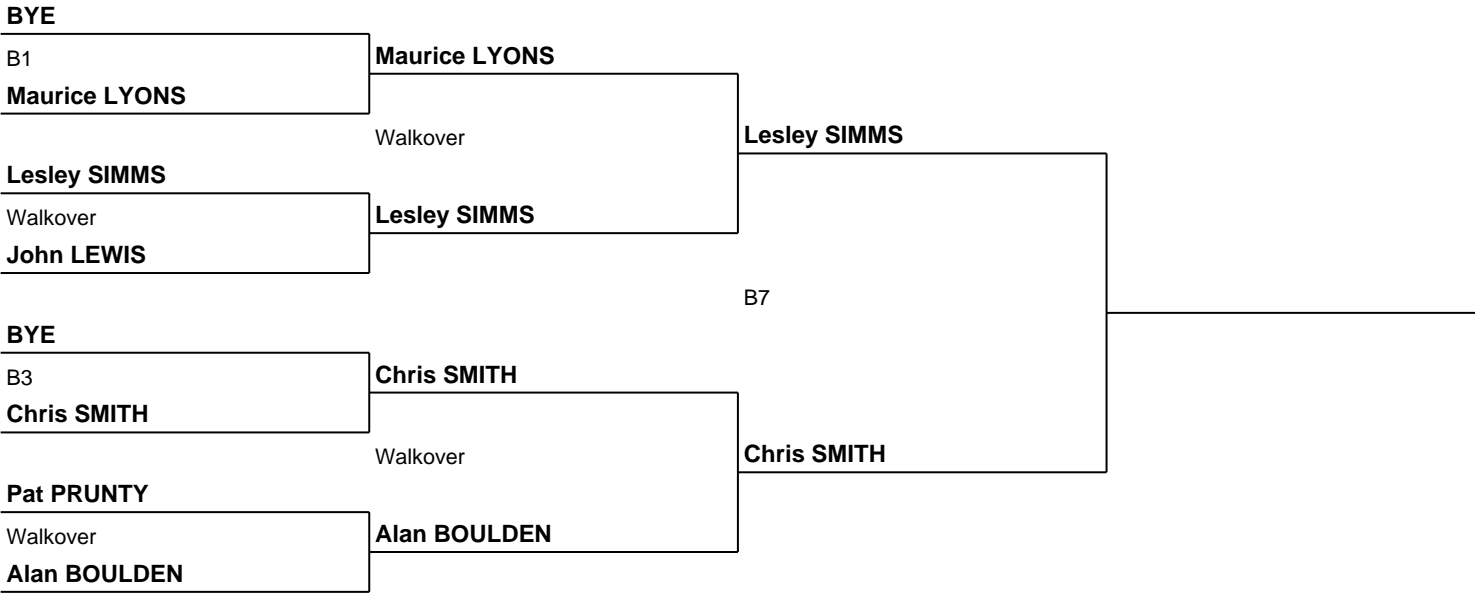 BYE
B1
Maurice LYONS
Maurice LYONS
Walkover
Lesley SIMMS
Lesley SIMMS
Walkover
John LEWIS
Lesley SIMMS
B7
BYE
B3
Chris SMITH
Chris SMITH
Walkover
Chris SMITH
Pat PRUNTY
Walkover
Alan BOULDEN
Alan BOULDEN